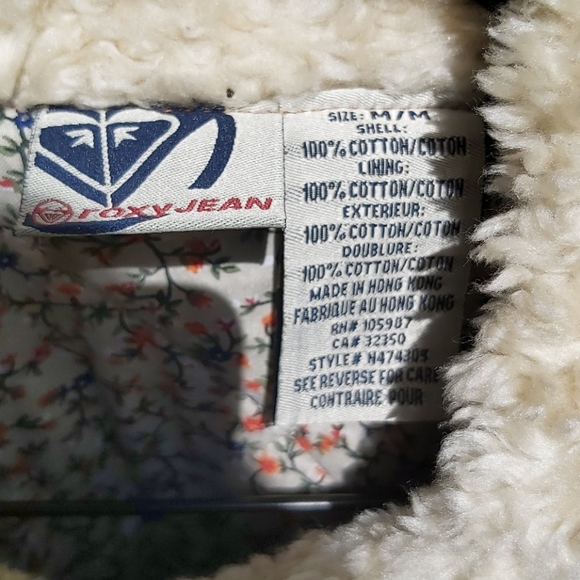 roxy JEAN
SIZE: M/M
SHELL:
100% COTTON/COTON
LINING:
100% COTTON/COTON
EXTERIEUR:
100% COTTON/COTON
DOUBLURE:
100% COTTON/COTON
MADE IN HONG KONG
FABRIQUE AU HONG KONG
RN# 105987
CA# 32350
STYLE# N474305
SEE REVERSE FOR CARE
CONTRAIRE POUR